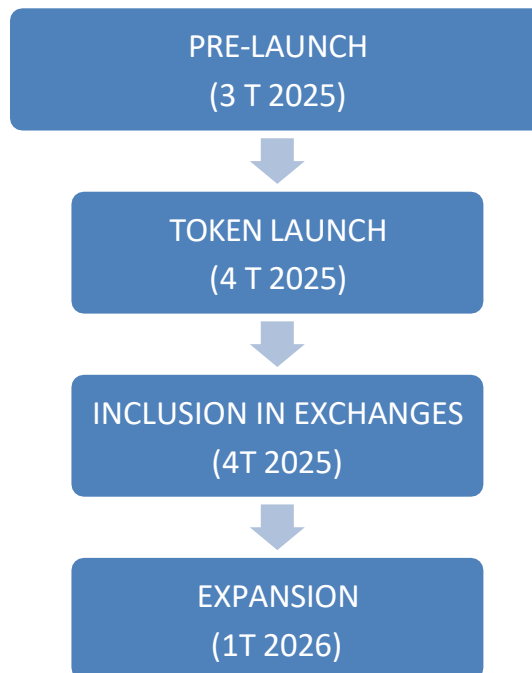 PRE-LAUNCH
(3 T 2025)
TOKEN LAUNCH
(4 T 2025)
INCLUSION IN EXCHANGES
(4T 2025)
EXPANSION
(1T 2026)